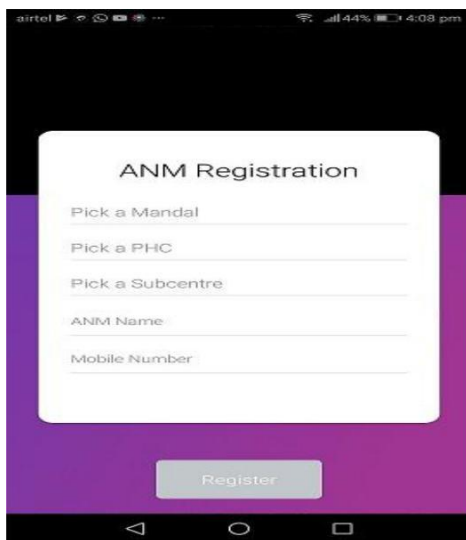 airtel ... 44% 4:08 pm
ANM Registration
Pick a Mandal
Pick a PHC
Pick a Subcentre
ANM Name
Mobile Number
Register